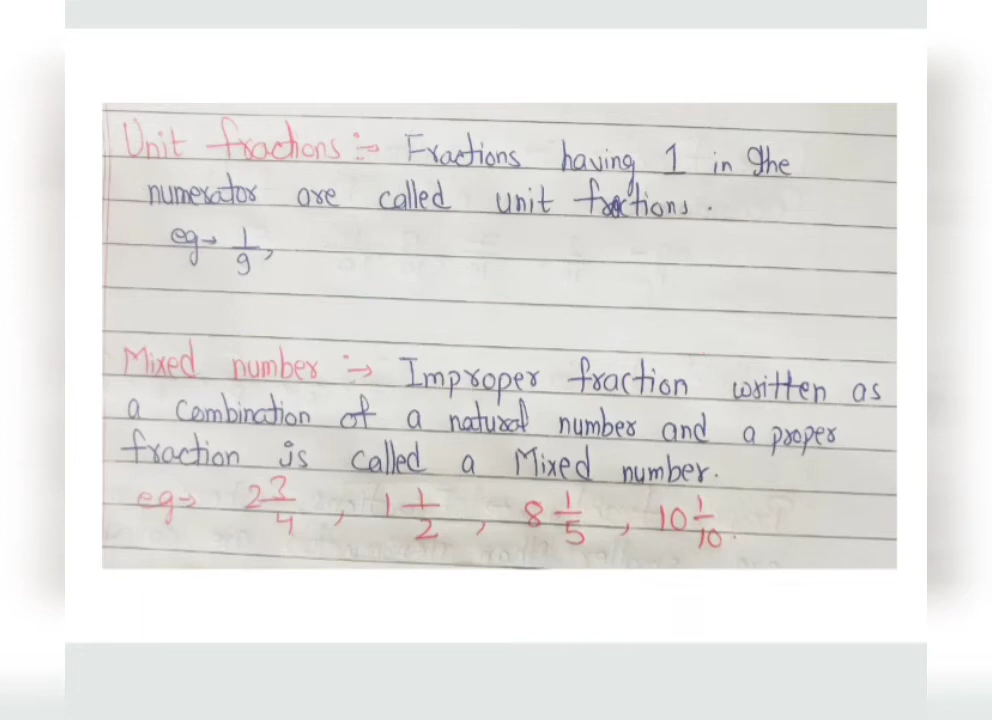 Unit fractions :→ Fractions having 1 in the
numerator are called unit fractions.
eg→ 1/9,
Mixed number :→ Improper fraction written as
a combination of a natural number and a proper
fraction is called a Mixed number.
eg→ 2 3/4, 1 1/2, 8 1/5, 10 1/10.